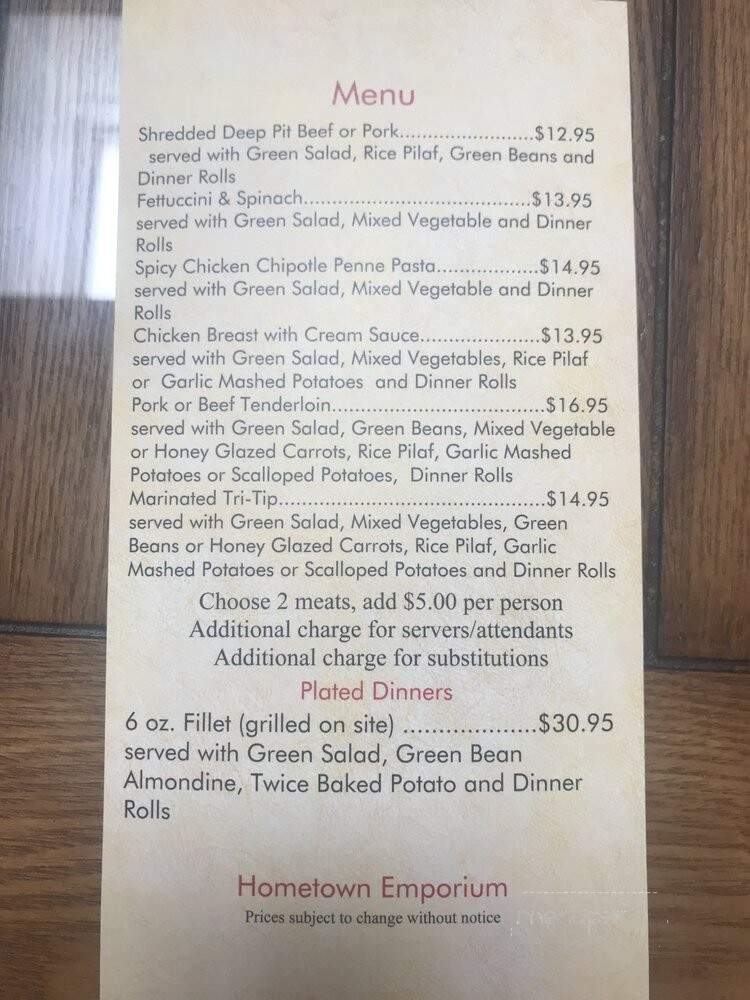 Menu
Shredded Deep Pit Beef or Pork.......................$12.95
served with Green Salad, Rice Pilaf, Green Beans and
Dinner Rolls
Fettuccini & Spinach.......................................$13.95
served with Green Salad, Mixed Vegetable and Dinner
Rolls
Spicy Chicken Chipotle Penne Pasta..................$14.95
served with Green Salad, Mixed Vegetable and Dinner
Rolls
Chicken Breast with Cream Sauce.....................$13.95
served with Green Salad, Mixed Vegetables, Rice Pilaf
or Garlic Mashed Potatoes and Dinner Rolls
Pork or Beef Tenderloin.....................................$16.95
served with Green Salad, Green Beans, Mixed Vegetable
or Honey Glazed Carrots, Rice Pilaf, Garlic Mashed
Potatoes or Scalloped Potatoes, Dinner Rolls
Marinated Tri-Tip..............................................$14.95
served with Green Salad, Mixed Vegetables, Green
Beans or Honey Glazed Carrots, Rice Pilaf, Garlic
Mashed Potatoes or Scalloped Potatoes and Dinner Rolls
Choose 2 meats, add $5.00 per person
Additional charge for servers/attendants
Additional charge for substitutions
Plated Dinners
6 oz. Fillet (grilled on site) ...................$30.95
served with Green Salad, Green Bean
Almondine, Twice Baked Potato and Dinner
Rolls
Hometown Emporium
Prices subject to change without notice